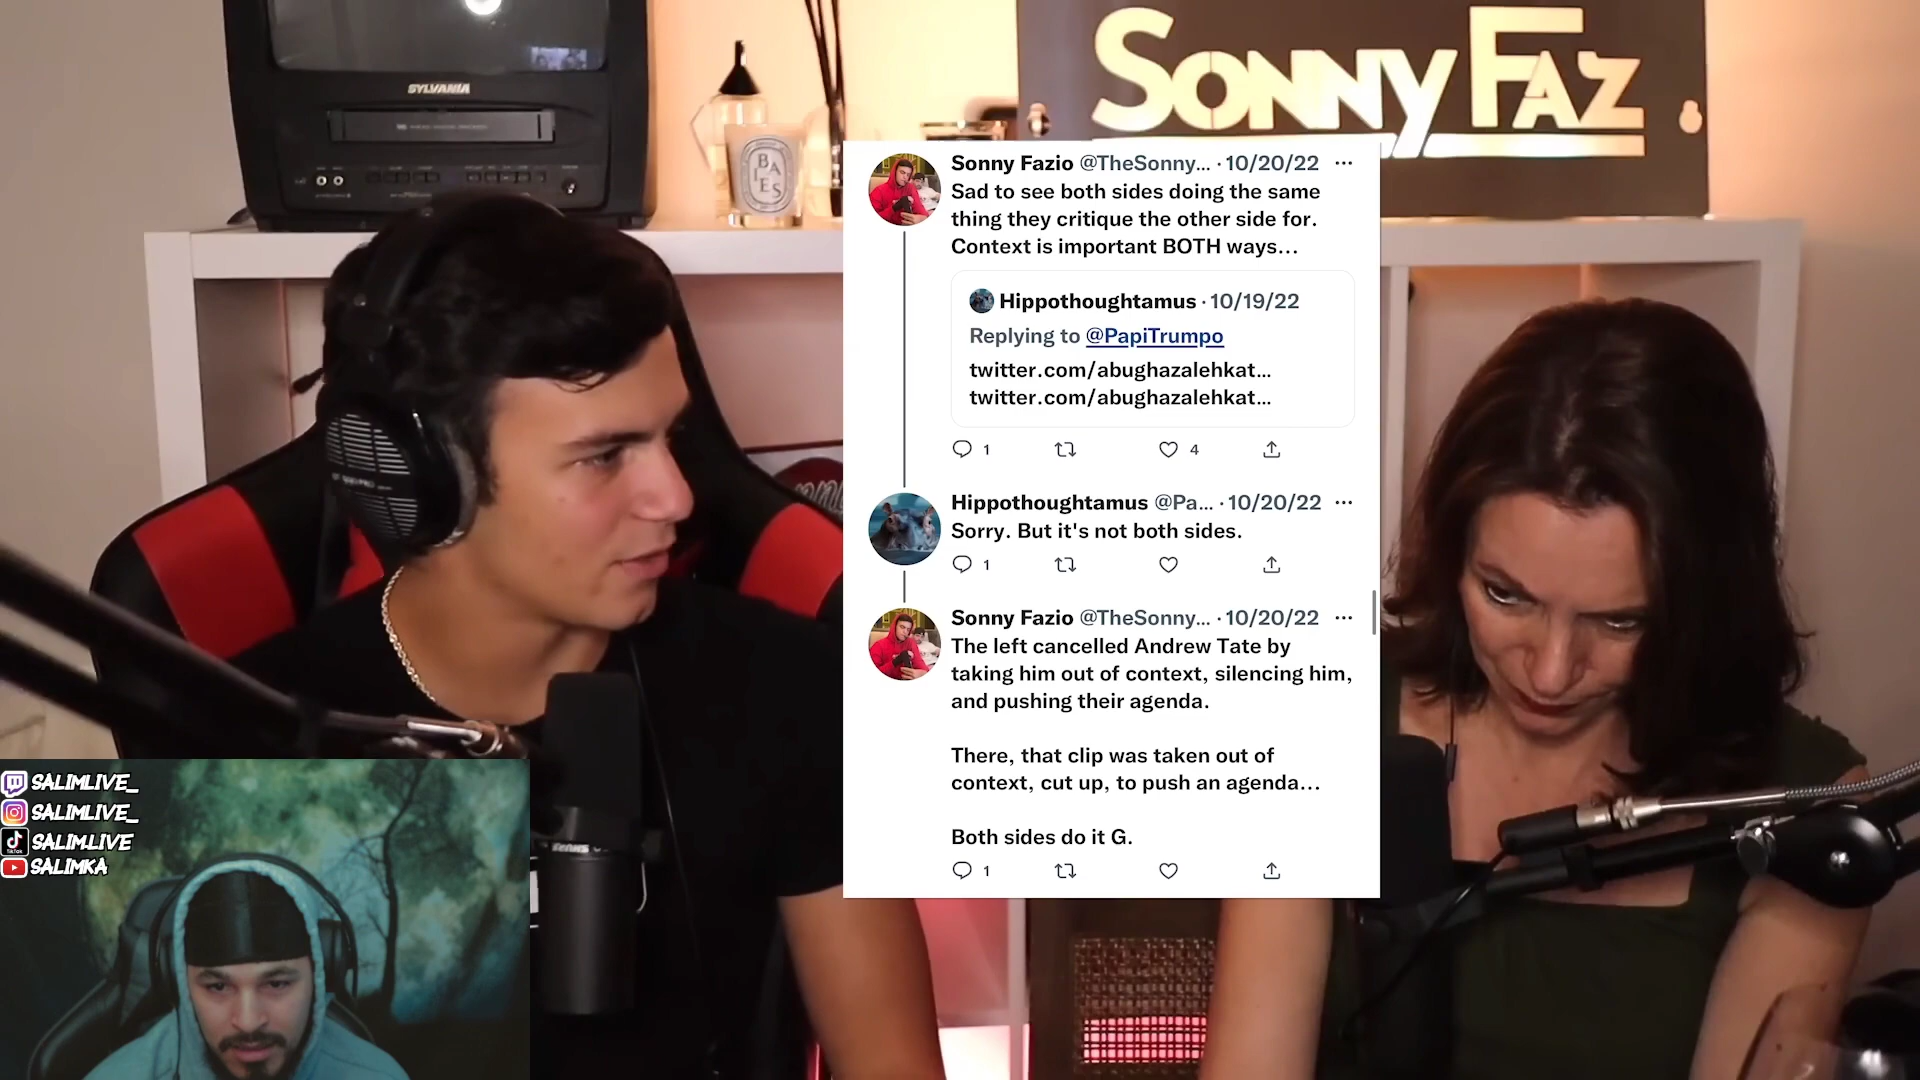 SYLVANIA
SONNY FAZ
BAIES
Sonny Fazio @TheSonny... · 10/20/22 ···
Sad to see both sides doing the same
thing they critique the other side for.
Context is important BOTH ways...
Hippothoughtamus · 10/19/22
Replying to @PapiTrumpo
twitter.com/abughazalehkat...
twitter.com/abughazalehkat...
1
4
Hippothoughtamus @Pa... · 10/20/22 ···
Sorry. But it's not both sides.
1
Sonny Fazio @TheSonny... · 10/20/22 ···
The left cancelled Andrew Tate by
taking him out of context, silencing him,
and pushing their agenda.
There, that clip was taken out of
context, cut up, to push an agenda...
Both sides do it G.
1
SALIMLIVE_
SALIMLIVE_
SALIM.LIVE
SALIMKA